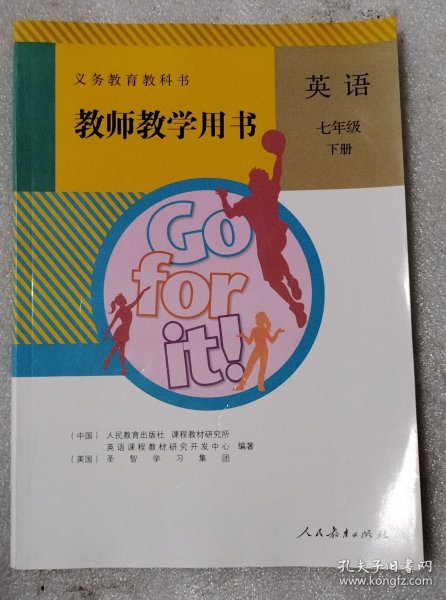 义务教育教科书
教师教学用书
英语
七年级
下册
Go
for
it!
（中国） 人民教育出版社 课程教材研究所
英语课程教材研究开发中心 编著
（美国） 圣智学习集团
人民教育出版社
孔夫子旧书网
www.kongfz.com